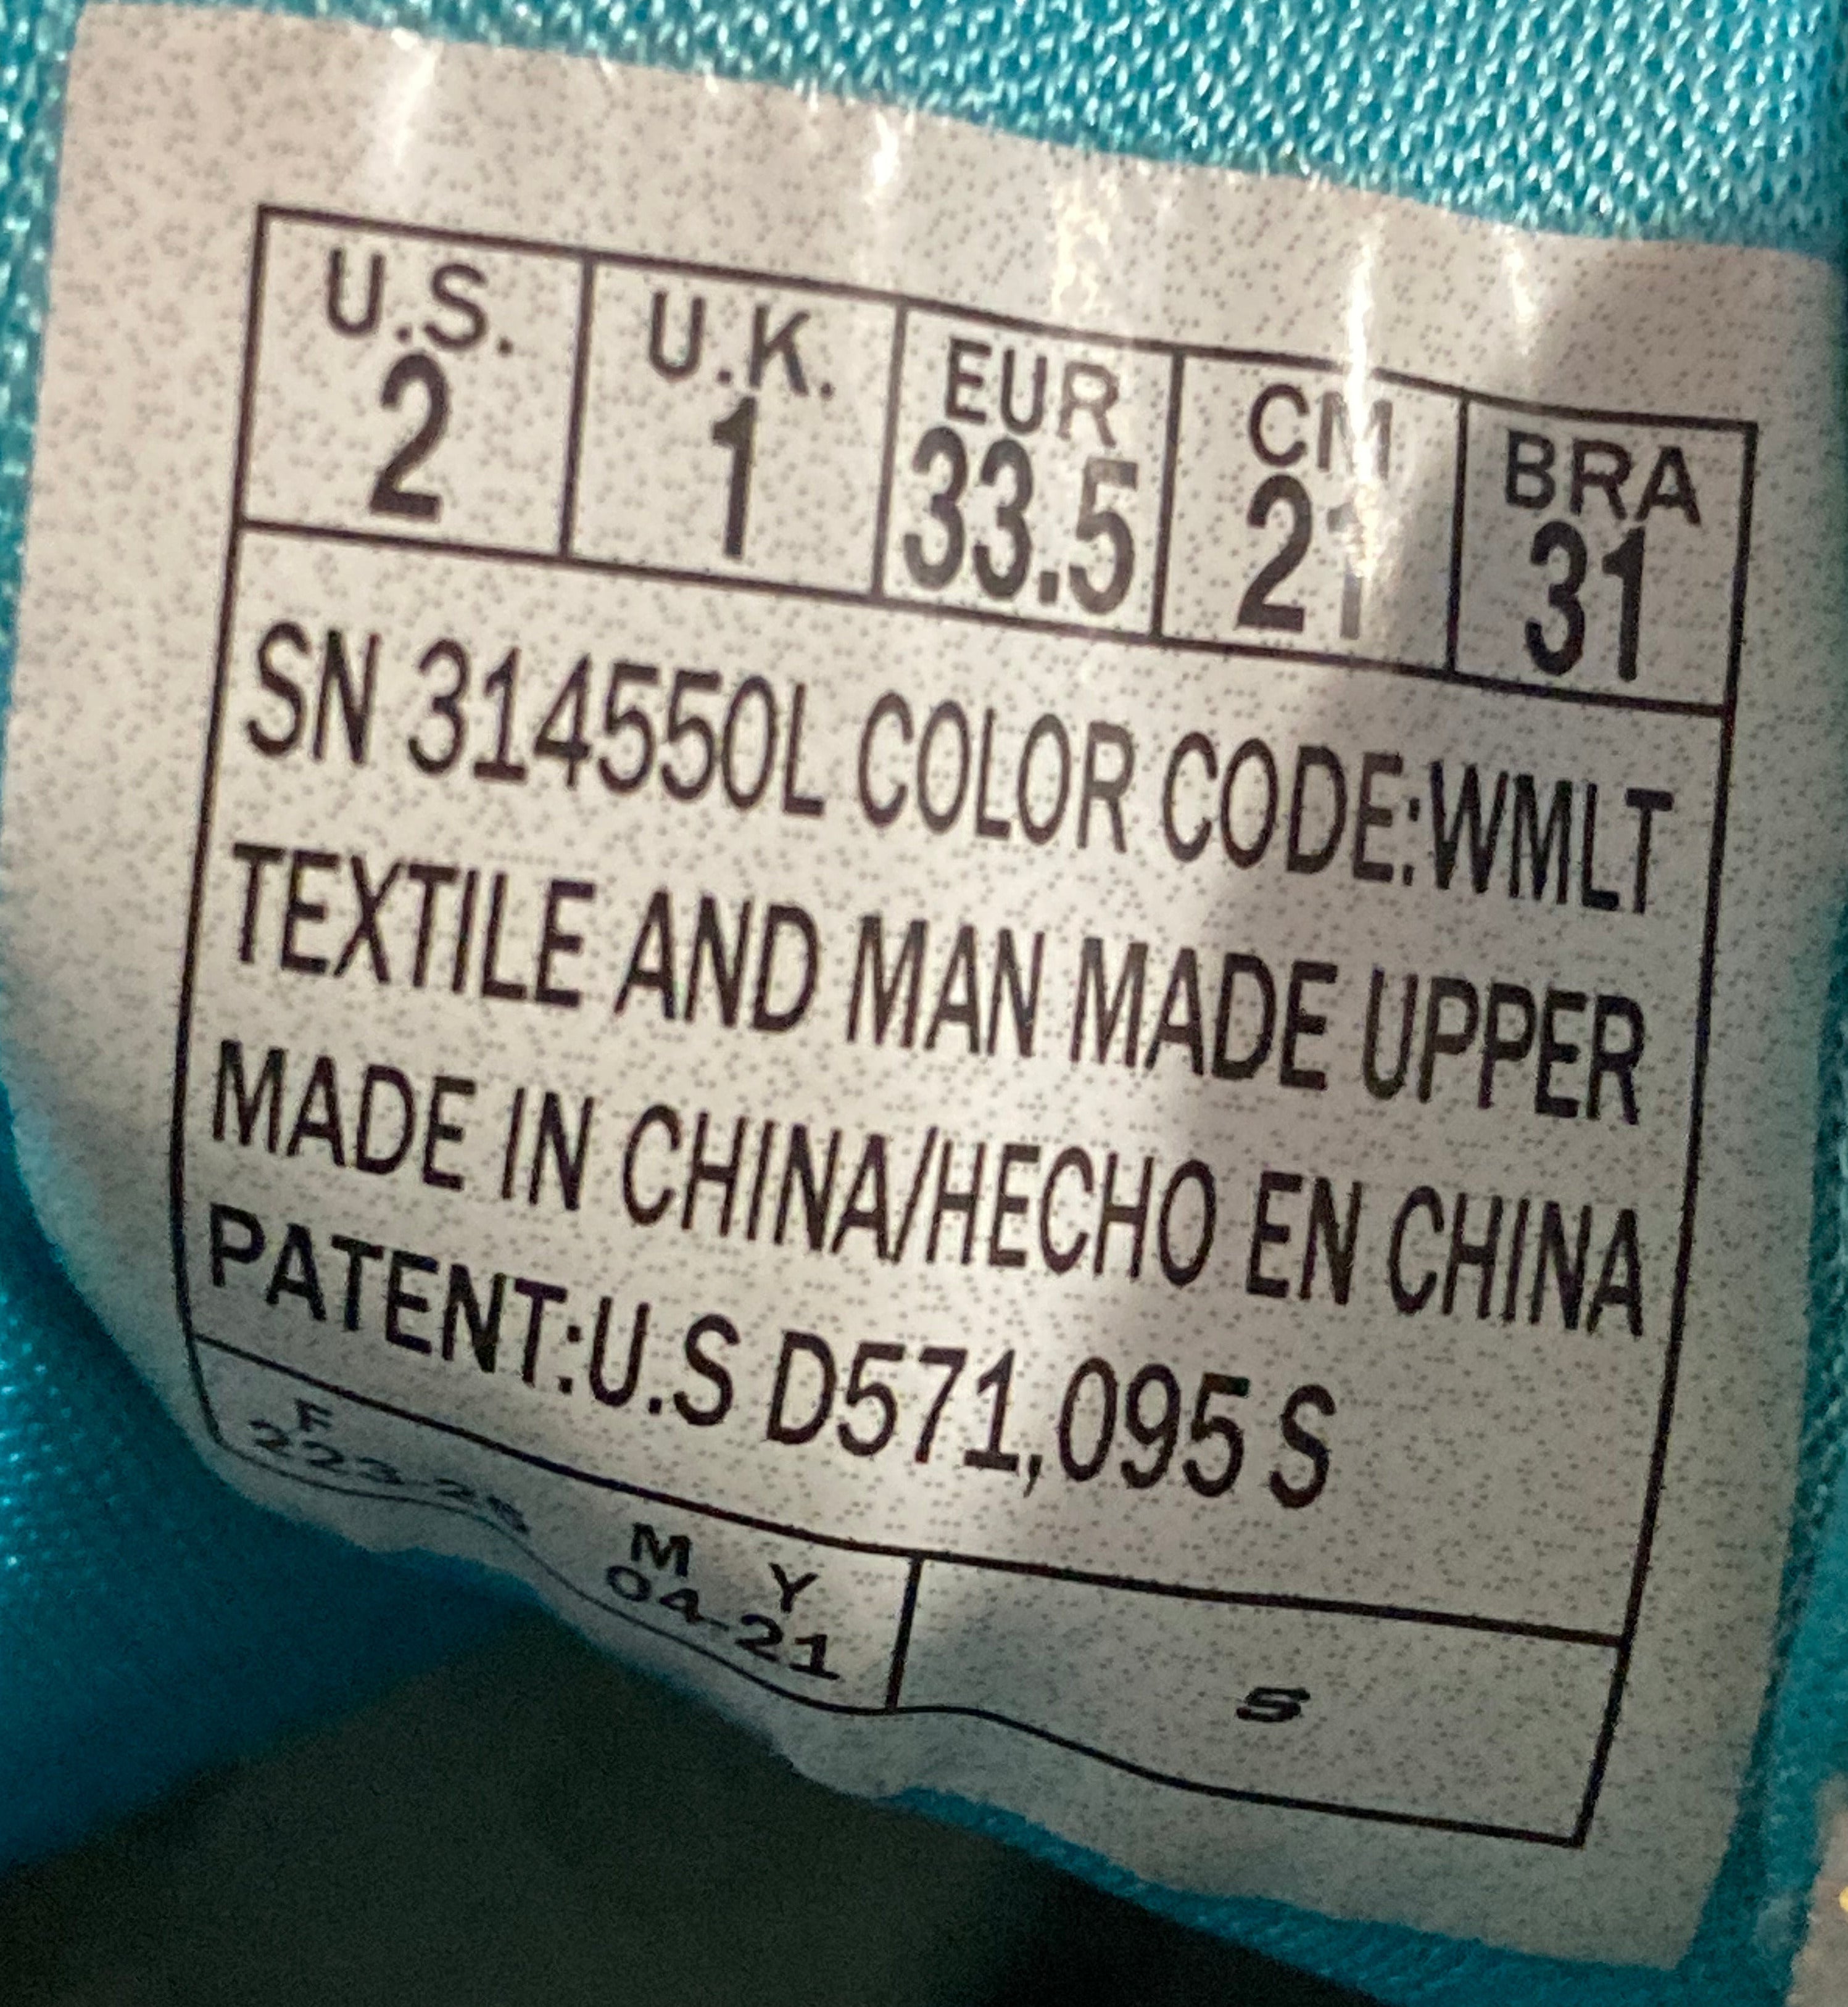 U.S. U.K. EUR CM BRA
2 1 33.5 21 31
SN 314550L COLOR CODE:WMLT
TEXTILE AND MAN MADE UPPER
MADE IN CHINA/HECHO EN CHINA
PATENT:U.S D571,095 S
F M Y
04-21 S